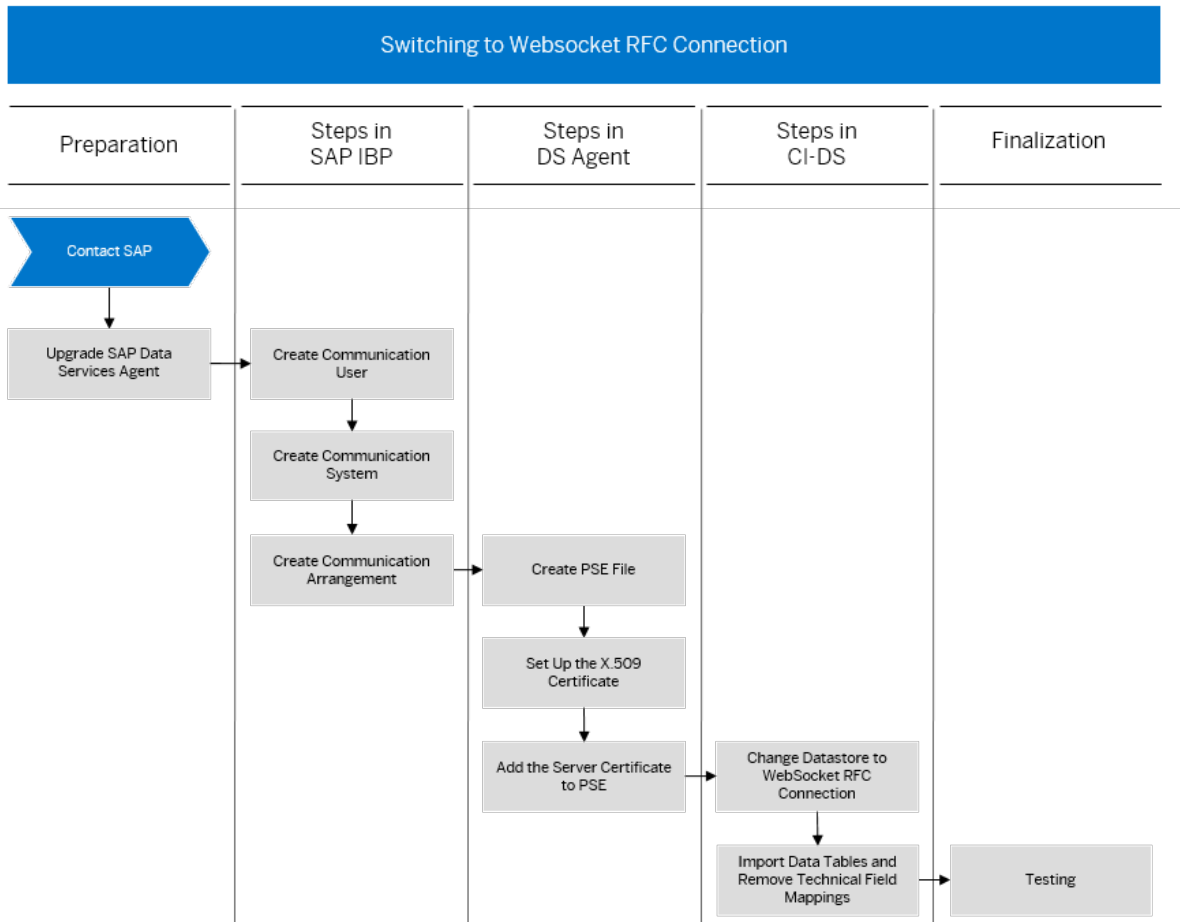 Switching to Websocket RFC Connection
Preparation
Steps in
SAP IBP
Steps in
DS Agent
Steps in
CI-DS
Finalization
Contact SAP
Upgrade SAP Data
Services Agent
Create Communication
User
Create Communication
System
Create Communication
Arrangement
Create PSE File
Set Up the X.509
Certificate
Add the Server Certificate
to PSE
Change Datastore to
WebSocket RFC
Connection
Import Data Tables and
Remove Technical Field
Mappings
Testing